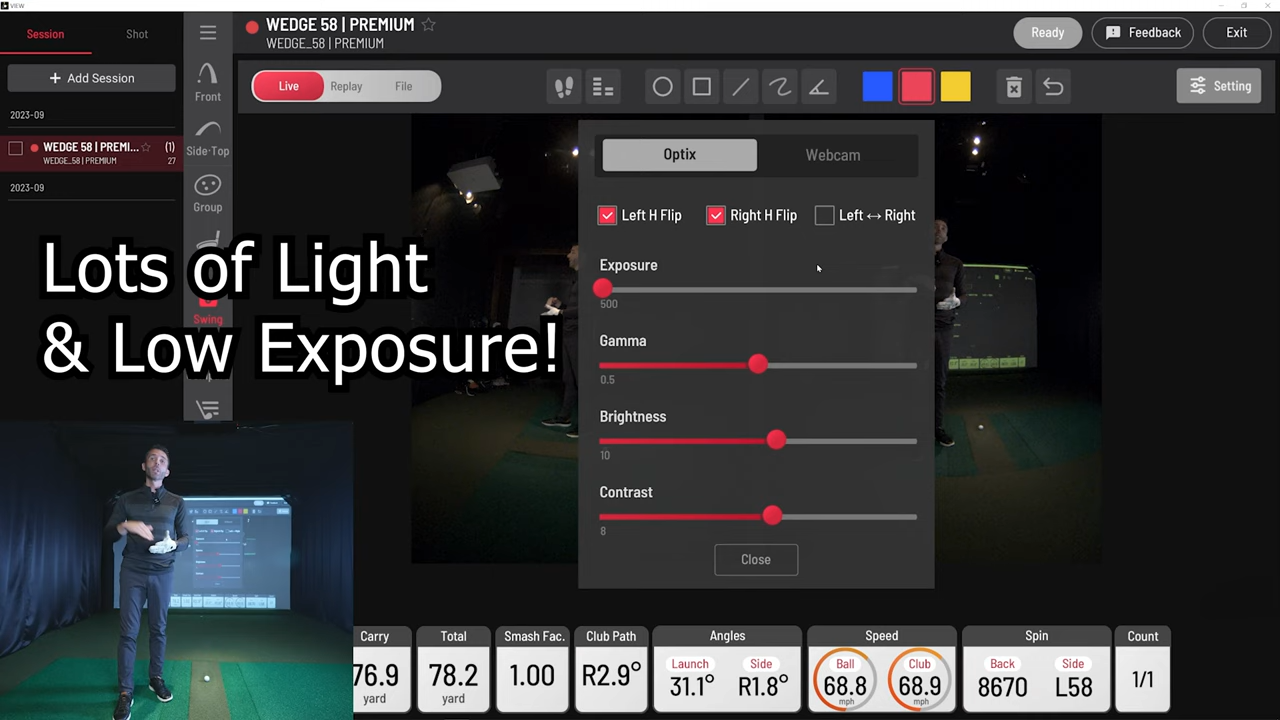 VIEW
Session
Shot
Add Session
2023-09
WEDGE 58 | PREMI... (1)
WEDGE_58 | PREMIUM 27
2023-09
Front
Side-Top
Group
Swing
WEDGE 58 | PREMIUM
WEDGE_58 | PREMIUM
Ready
Feedback
Exit
Live
Replay
File
Setting
Optix
Webcam
Left H Flip
Right H Flip
Left ↔ Right
Exposure
500
Gamma
0.5
Brightness
10
Contrast
8
Close
Lots of Light
& Low Exposure!
Carry
76.9
yard
Total
78.2
yard
Smash Fac.
1.00
Club Path
R2.9°
Angles
Launch
31.1°
Side
R1.8°
Speed
Ball
68.8
mph
Club
68.9
mph
Spin
Back
8670
Side
L58
Count
1/1